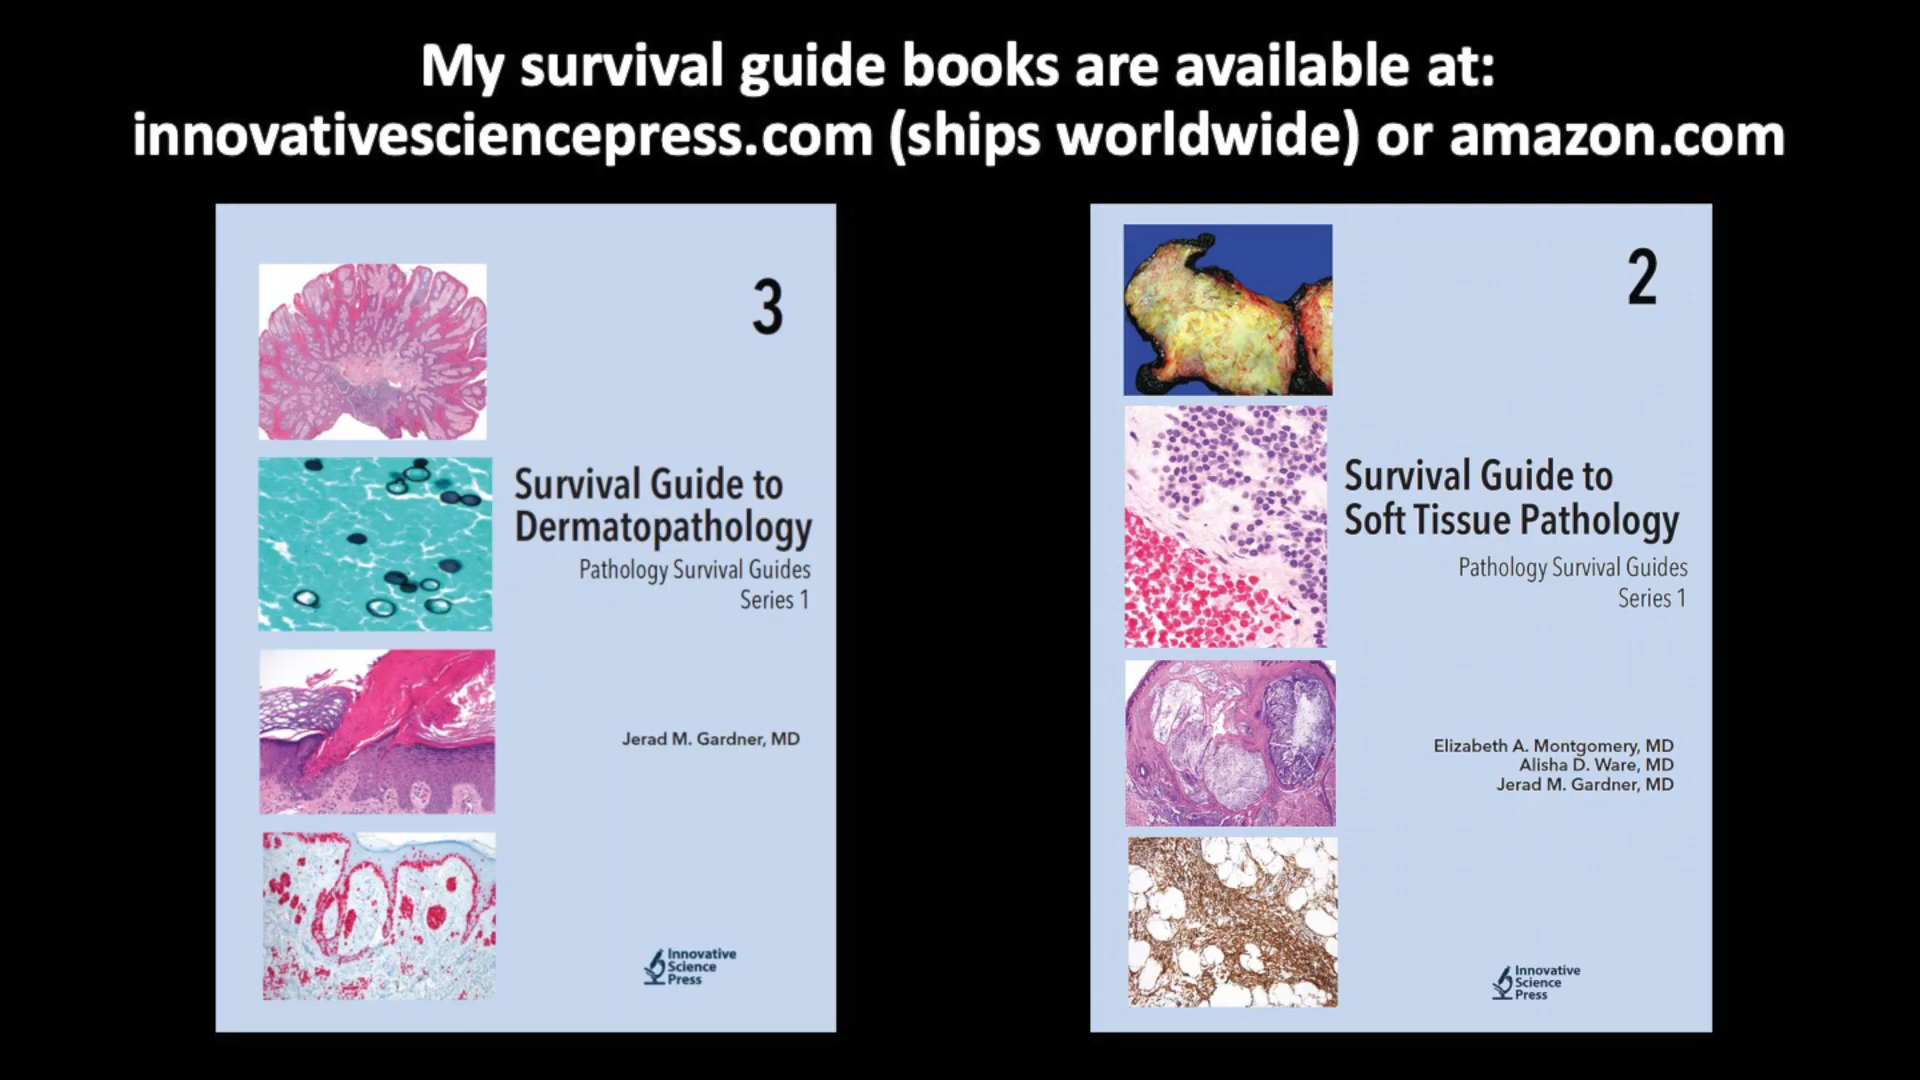 My survival guide books are available at:
innovativesciencepress.com (ships worldwide) or amazon.com
3
Survival Guide to
Dermatopathology
Pathology Survival Guides
Series 1
Jerad M. Gardner, MD
Innovative
Science
Press
2
Survival Guide to
Soft Tissue Pathology
Pathology Survival Guides
Series 1
Elizabeth A. Montgomery, MD
Alisha D. Ware, MD
Jerad M. Gardner, MD
Innovative
Science
Press